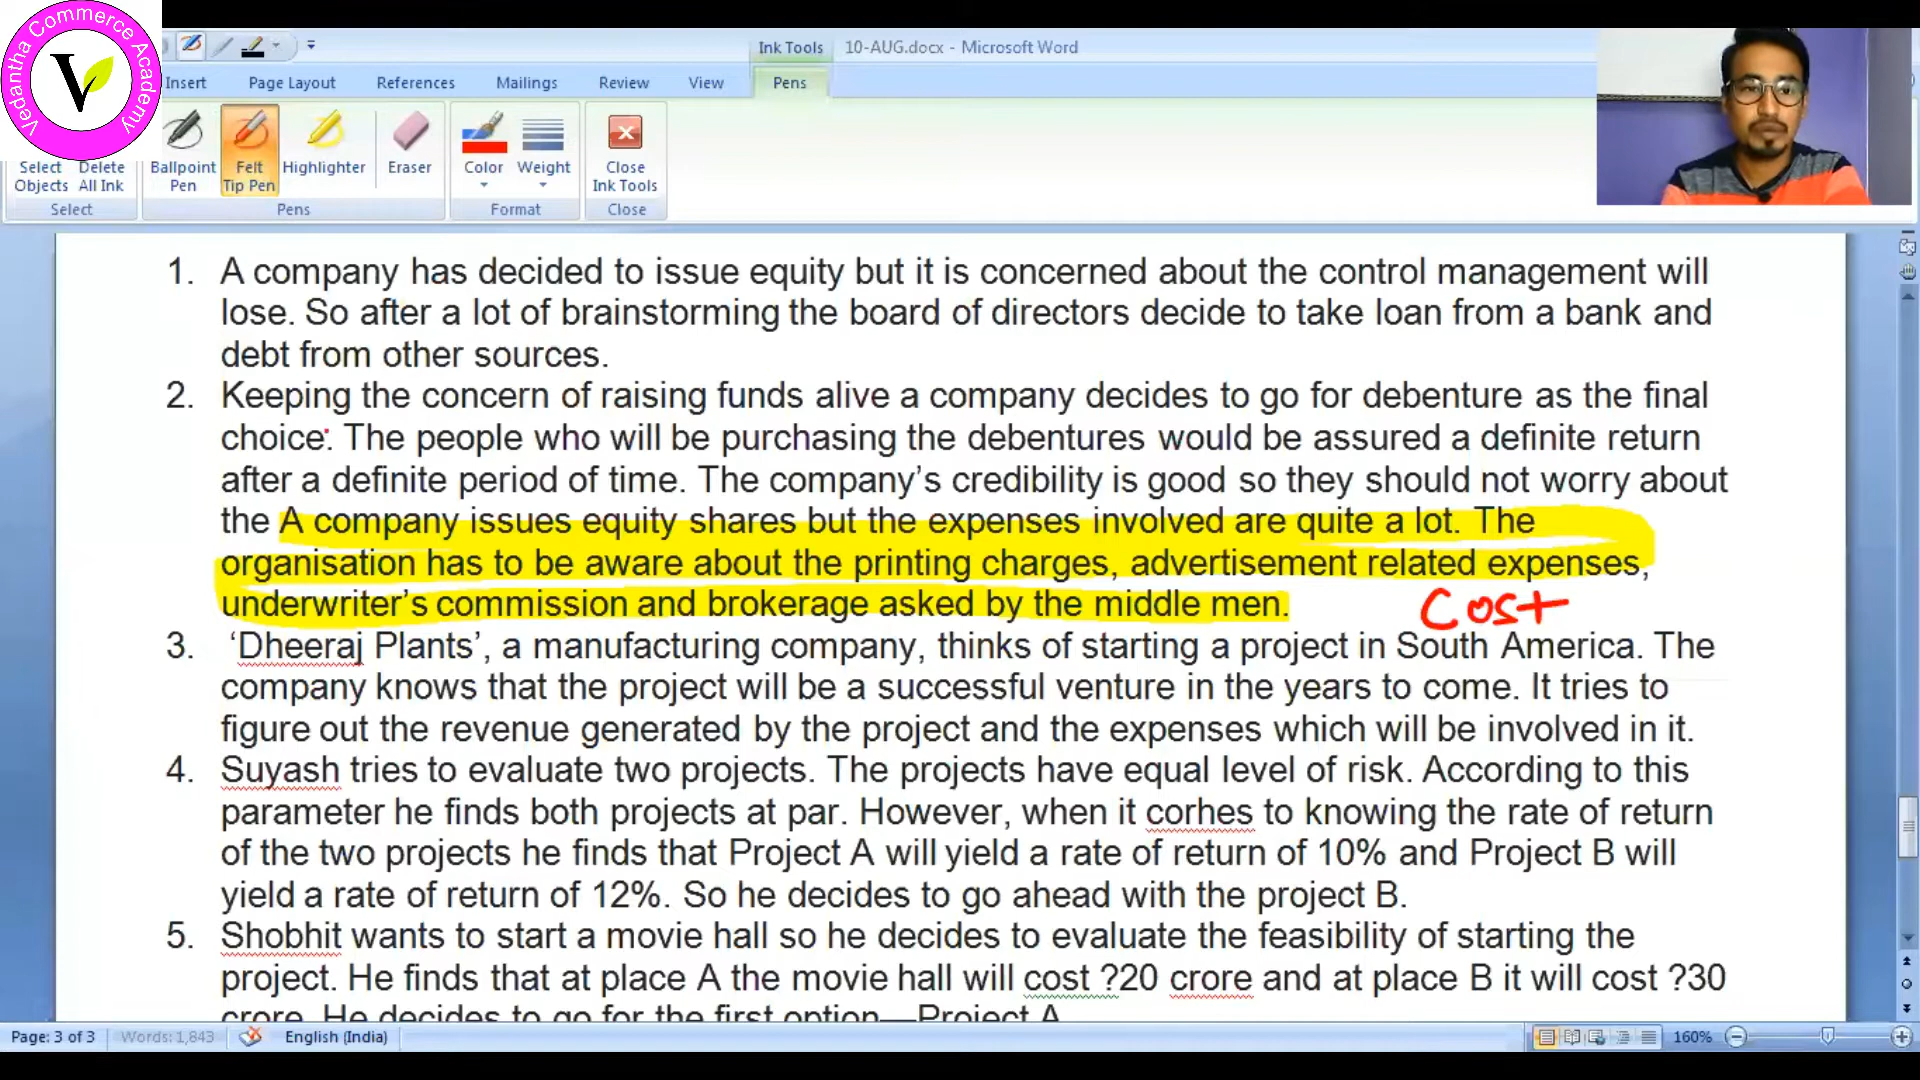 Vedantha Commerce Academy
V
Ink Tools 10-AUG.docx - Microsoft Word
Insert Page Layout References Mailings Review View Pens
Select Objects Delete All Ink Ballpoint Pen Felt Tip Pen Highlighter Eraser Color Weight Close Ink Tools
Select Pens Format Close
1. A company has decided to issue equity but it is concerned about the control management will
lose. So after a lot of brainstorming the board of directors decide to take loan from a bank and
debt from other sources.
2. Keeping the concern of raising funds alive a company decides to go for debenture as the final
choice. The people who will be purchasing the debentures would be assured a definite return
after a definite period of time. The company’s credibility is good so they should not worry about
the A company issues equity shares but the expenses involved are quite a lot. The
organisation has to be aware about the printing charges, advertisement related expenses,
underwriter’s commission and brokerage asked by the middle men. Cost
3. ‘Dheeraj Plants’, a manufacturing company, thinks of starting a project in South America. The
company knows that the project will be a successful venture in the years to come. It tries to
figure out the revenue generated by the project and the expenses which will be involved in it.
4. Suyash tries to evaluate two projects. The projects have equal level of risk. According to this
parameter he finds both projects at par. However, when it corhes to knowing the rate of return
of the two projects he finds that Project A will yield a rate of return of 10% and Project B will
yield a rate of return of 12%. So he decides to go ahead with the project B.
5. Shobhit wants to start a movie hall so he decides to evaluate the feasibility of starting the
project. He finds that at place A the movie hall will cost ?20 crore and at place B it will cost ?30
crore. He decides to go for the first option—Project A
Page: 3 of 3 Words: 1,843 English (India) 160%